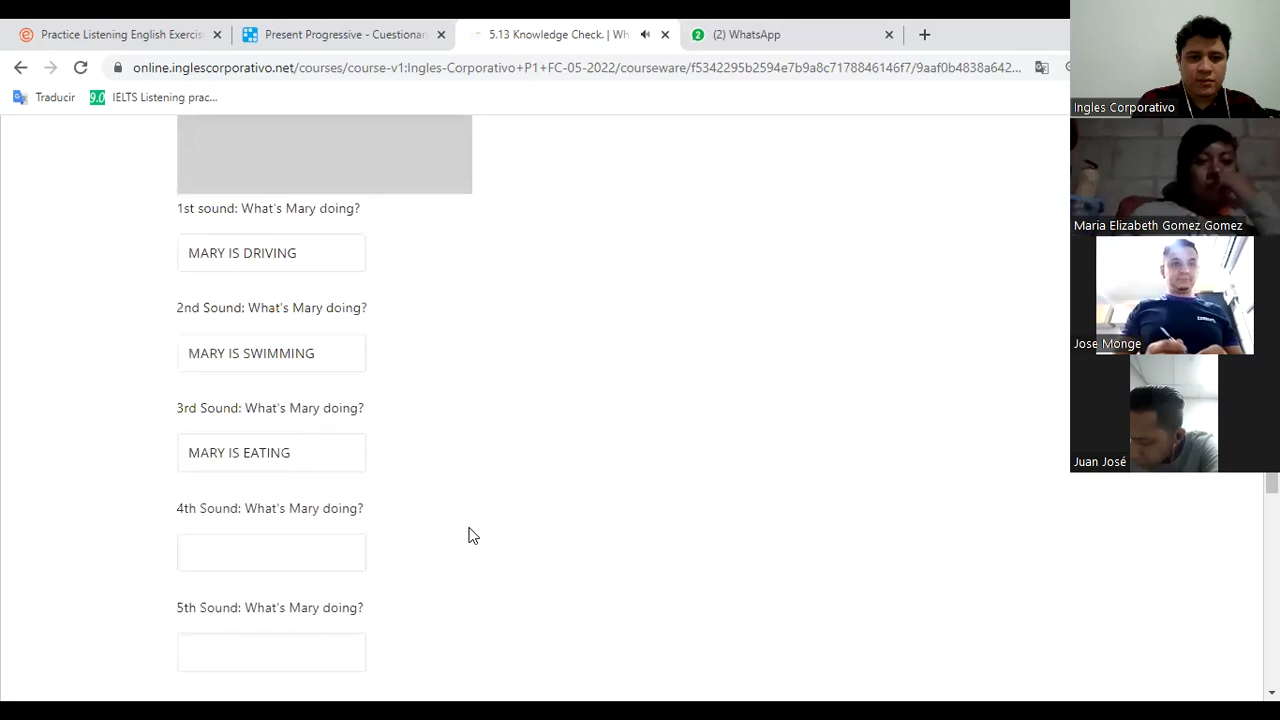 Practice Listening English Exercis
Present Progressive - Cuestionar
5.13 Knowledge Check. | Wh
(2) WhatsApp
online.inglescorporativo.net/courses/course-v1:Ingles-Corporativo+P1+FC-05-2022/courseware/f5342295b2594e7b9a8c7178846146f7/9aaf0b4838a642...
Traducir
9.0 IELTS Listening prac...
1st sound: What's Mary doing?
MARY IS DRIVING
2nd Sound: What's Mary doing?
MARY IS SWIMMING
3rd Sound: What's Mary doing?
MARY IS EATING
4th Sound: What's Mary doing?
5th Sound: What's Mary doing?
Ingles Corporativo
Maria Elizabeth Gomez Gomez
Jose Monge
Juan José